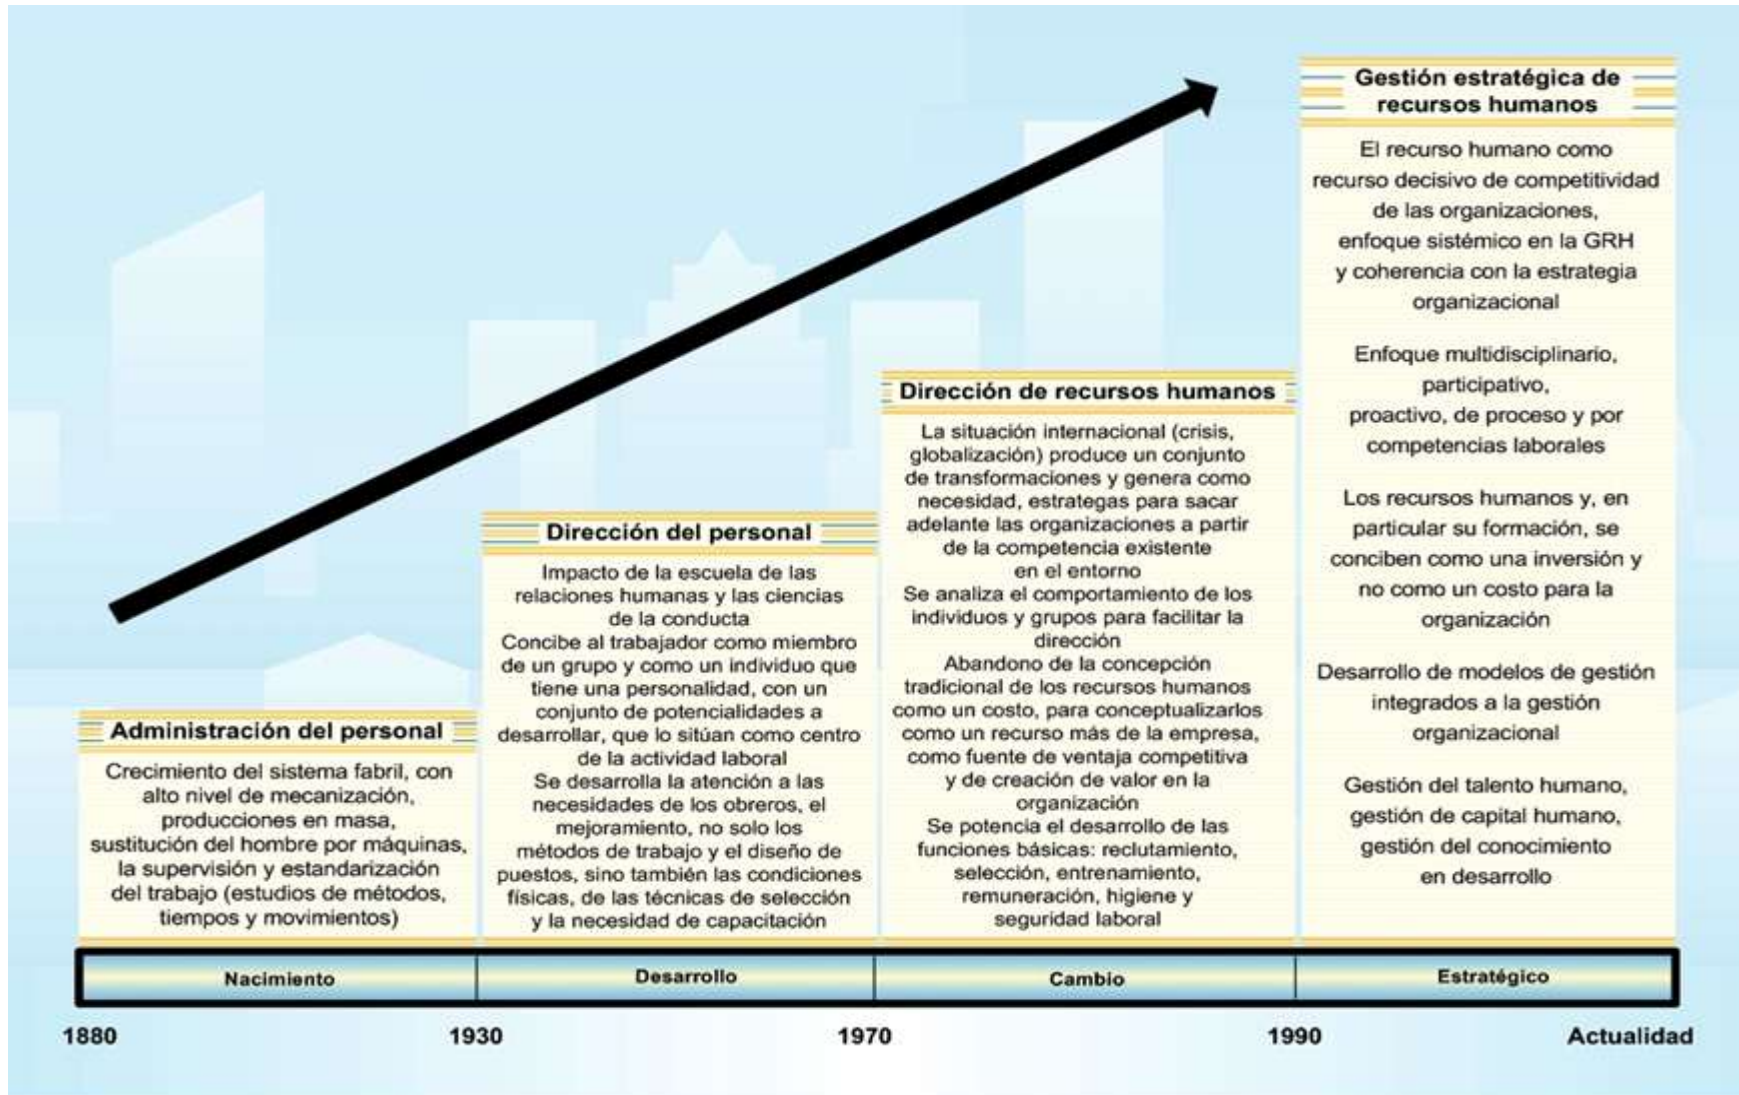 Gestión estratégica de
recursos humanos
El recurso humano como
recurso decisivo de competitividad
de las organizaciones,
enfoque sistémico en la GRH
y coherencia con la estrategia
organizacional
Enfoque multidisciplinario,
participativo,
proactivo, de proceso y por
competencias laborales
Los recursos humanos y, en
particular su formación, se
conciben como una inversión y
no como un costo para la
organización
Desarrollo de modelos de gestión
integrados a la gestión
organizacional
Gestión del talento humano,
gestión de capital humano,
gestión del conocimiento
en desarrollo
Dirección de recursos humanos
La situación internacional (crisis,
globalización) produce un conjunto
de transformaciones y genera como
necesidad, estrategas para sacar
adelante las organizaciones a partir
de la competencia existente
en el entorno
Se analiza el comportamiento de los
individuos y grupos para facilitar la
dirección
Abandono de la concepción
tradicional de los recursos humanos
como un costo, para conceptualizarlos
como un recurso más de la empresa,
como fuente de ventaja competitiva
y de creación de valor en la
organización
Se potencia el desarrollo de las
funciones básicas: reclutamiento,
selección, entrenamiento,
remuneración, higiene y
seguridad laboral
Dirección del personal
Impacto de la escuela de las
relaciones humanas y las ciencias
de la conducta
Concibe al trabajador como miembro
de un grupo y como un individuo que
tiene una personalidad, con un
conjunto de potencialidades a
desarrollar, que lo sitúan como centro
de la actividad laboral
Se desarrolla la atención a las
necesidades de los obreros, el
mejoramiento, no solo los
métodos de trabajo y el diseño de
puestos, sino también las condiciones
físicas, de las técnicas de selección
y la necesidad de capacitación
Administración del personal
Crecimiento del sistema fabril, con
alto nivel de mecanización,
producciones en masa,
sustitución del hombre por máquinas,
la supervisión y estandarización
del trabajo (estudios de métodos,
tiempos y movimientos)
Nacimiento
Desarrollo
Cambio
Estratégico
1880
1930
1970
1990
Actualidad